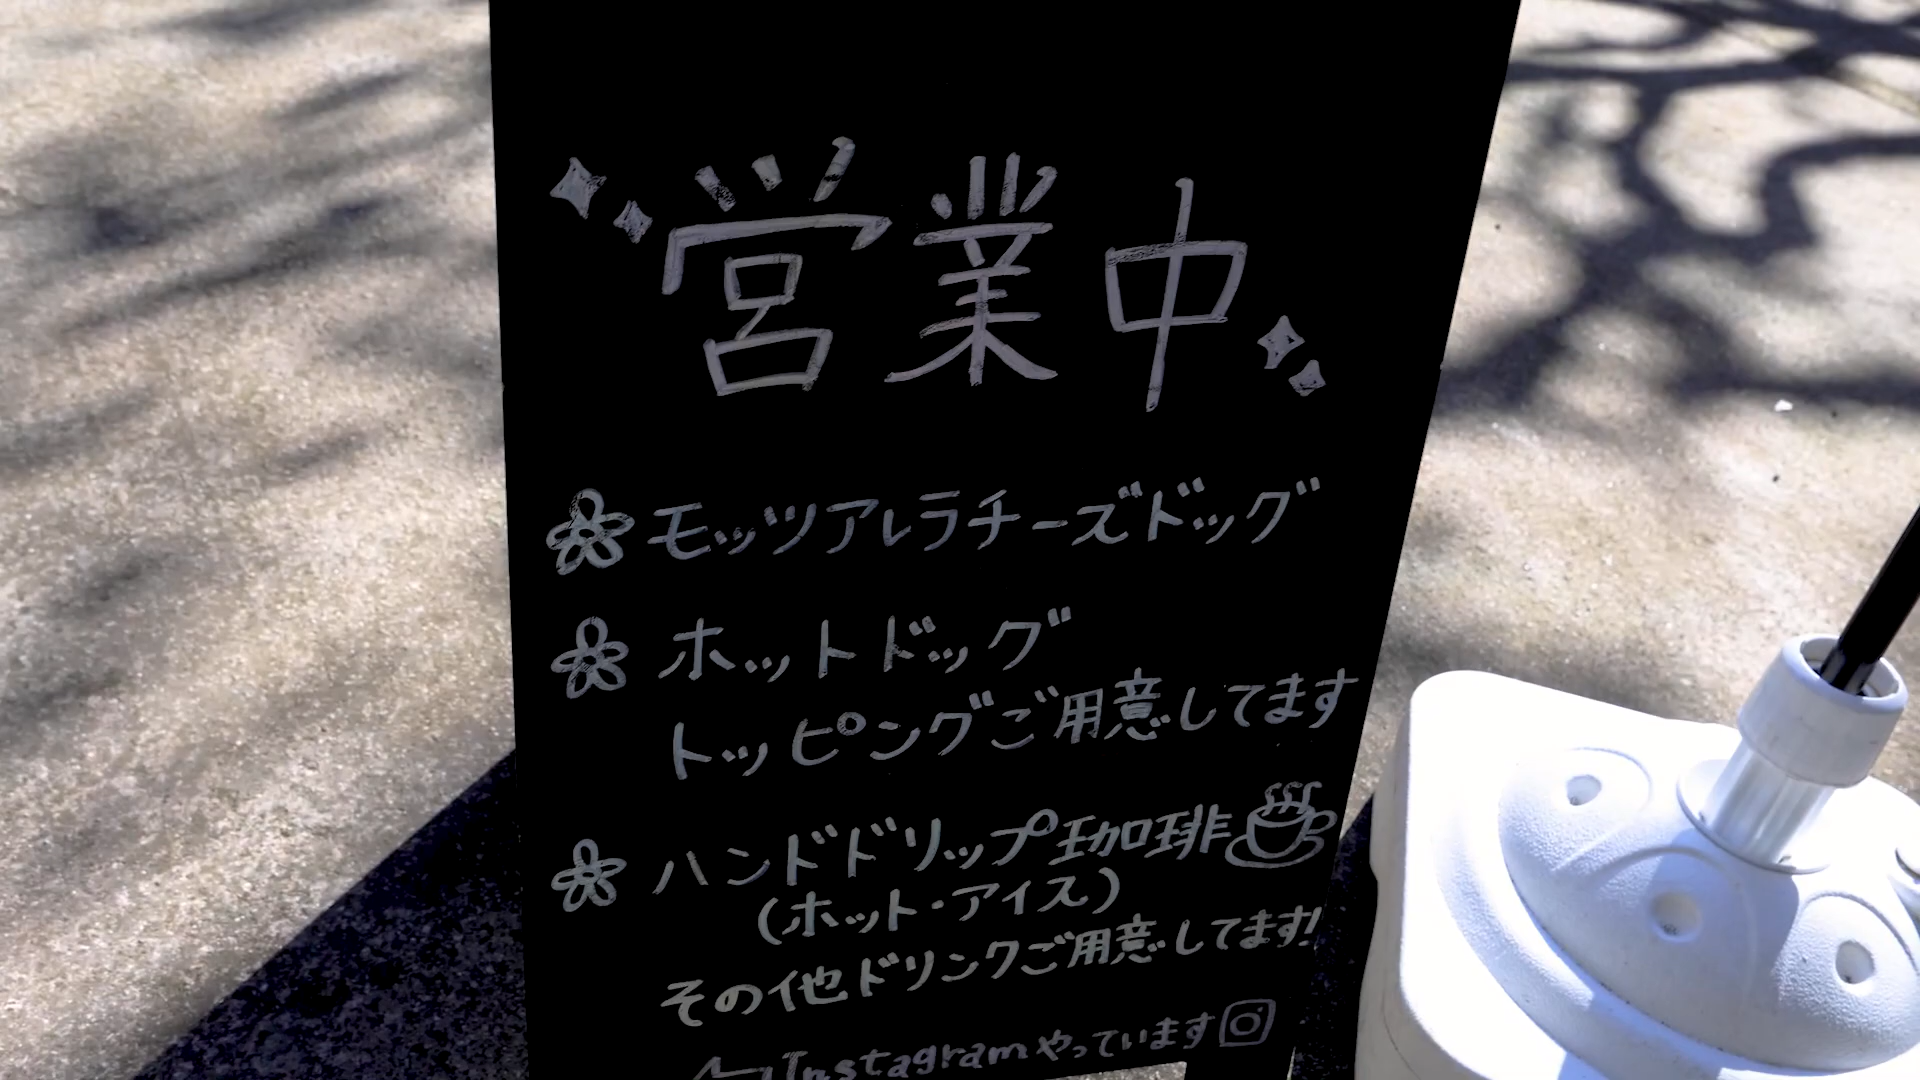 営業中
モッツアレラチーズドッグ
ホットドッグ
トッピングご用意してます
ハンドドリップ珈琲
(ホット・アイス)
その他ドリンクご用意してます!
Instagramやっています